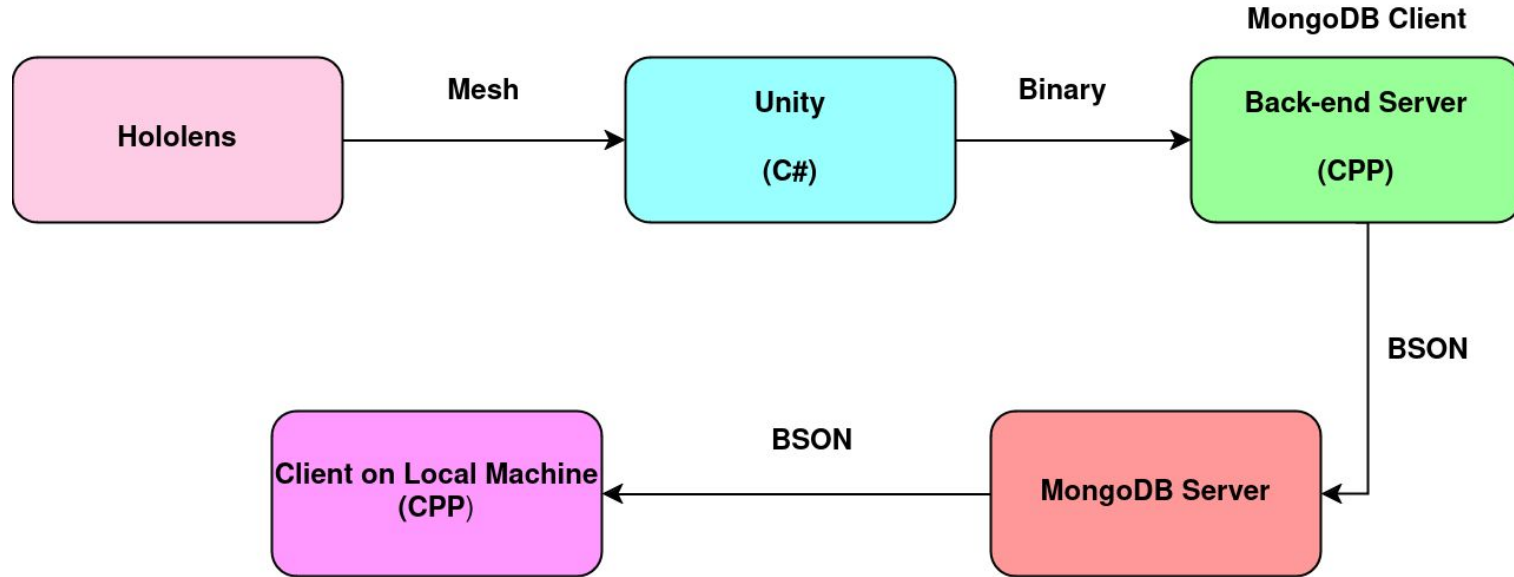 MongoDB Client
Hololens
Mesh
Unity
(C#)
Binary
Back-end Server
(CPP)
BSON
Client on Local Machine
(CPP)
BSON
MongoDB Server